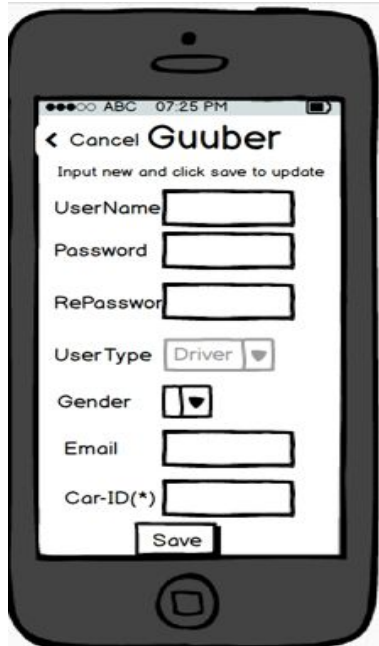 ABC 07:25 PM
< Cancel Guuber
Input new and click save to update
UserName
Password
RePasswor
UserType Driver
Gender
Email
Car-ID(*)
Save